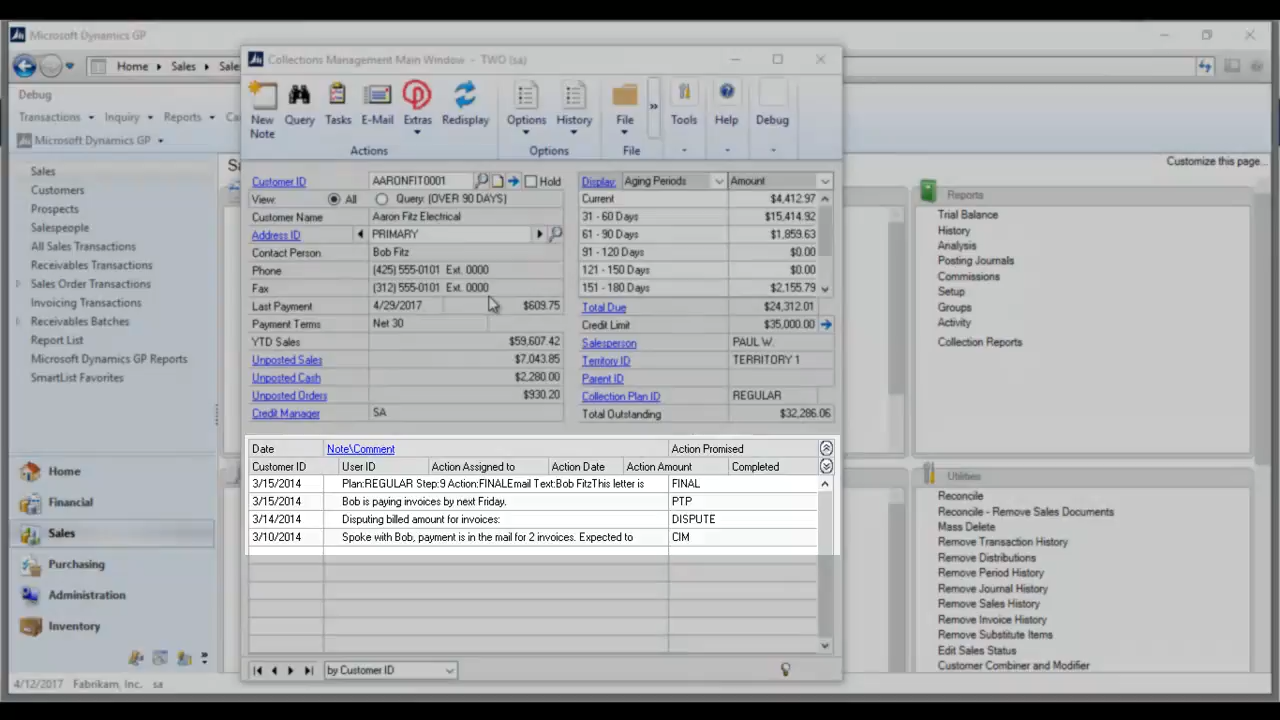 Microsoft Dynamics GP
Home Sales Sale
Debug
Transactions Inquiry Reports
Microsoft Dynamics GP
Sales
Customers
Prospects
Salespeople
All Sales Transactions
Receivables Transactions
Sales Order Transactions
Invoicing Transactions
Receivables Batches
Report List
Microsoft Dynamics GP Reports
SmartList Favorites
Home
Financial
Sales
Purchasing
Administration
Inventory
4/12/2017 Fabrikam, Inc. sa
Collections Management Main Window - TWO (sa)
New Note Query Tasks E-Mail Extras Redisplay Options History File Tools Help Debug
Actions Options File
Customer ID AARONFIT0001 Hold
View: All Query: (OVER 90 DAYS)
Customer Name Aaron Fitz Electrical
Address ID PRIMARY
Contact Person Bob Fitz
Phone (425) 555-0101 Ext. 0000
Fax (312) 555-0101 Ext. 0000
Last Payment 4/29/2017 $609.75
Payment Terms Net 30
YTD Sales $59,607.42
Unposted Sales $7,043.85
Unposted Cash $2,280.00
Unposted Orders $930.20
Credit Manager SA
Display: Aging Periods Amount
Current $4,412.97
31 - 60 Days $15,414.92
61 - 90 Days $1,959.63
91 - 120 Days $0.00
121 - 150 Days $0.00
151 - 180 Days $2,155.79
Total Due $24,312.01
Credit Limit $35,000.00
Salesperson PAUL W.
Territory ID TERRITORY 1
Parent ID
Collection Plan ID REGULAR
Total Outstanding $32,286.06
Date Note\Comment Action Promised
Customer ID User ID Action Assigned to Action Date Action Amount Completed
3/15/2014 Plan:REGULAR Step:9 Action:FINALEmail Text:Bob FitzThis letter is FINAL
3/15/2014 Bob is paying invoices by next Friday. PTP
3/14/2014 Disputing billed amount for invoices: DISPUTE
3/10/2014 Spoke with Bob, payment is in the mail for 2 invoices. Expected to CIM
by Customer ID
Customize this page...
Reports
Trial Balance
History
Analysis
Posting Journals
Commissions
Setup
Groups
Activity
Collection Reports
Utilities
Reconcile
Reconcile - Remove Sales Documents
Mass Delete
Remove Transaction History
Remove Distributions
Remove Period History
Remove Journal History
Remove Sales History
Remove Invoice History
Remove Substitute Items
Edit Sales Status
Customer Combiner and Modifier